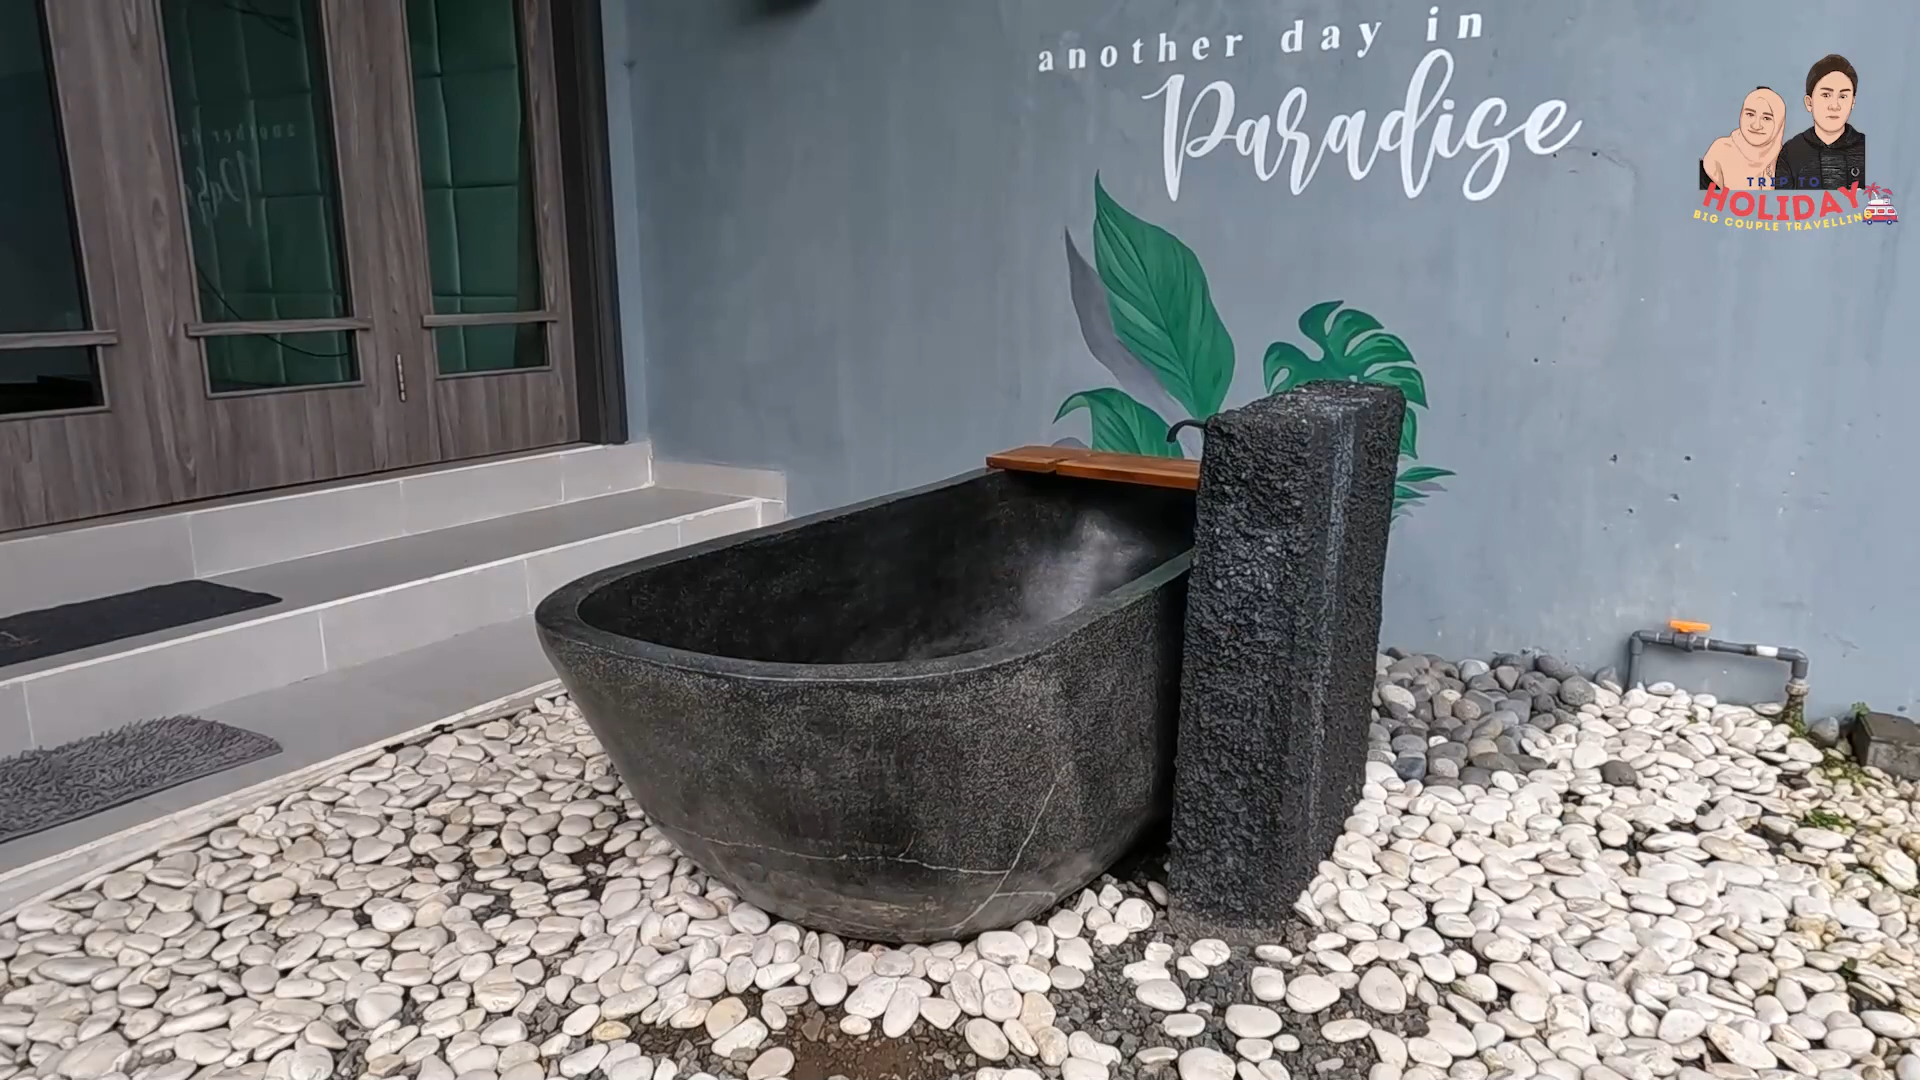 another day in
Paradise
TRIP TO
HOLIDAY
BIG COUPLE TRAVELLING